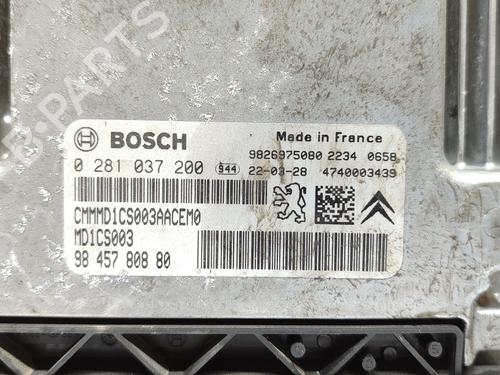 B-PARTS
BOSCH
Made in France
0 281 037 200 944
9826975080 2234 0658
22-03-28 4740003439
CMMMD1CS003AACEM0
MD1CS003
98 457 808 80